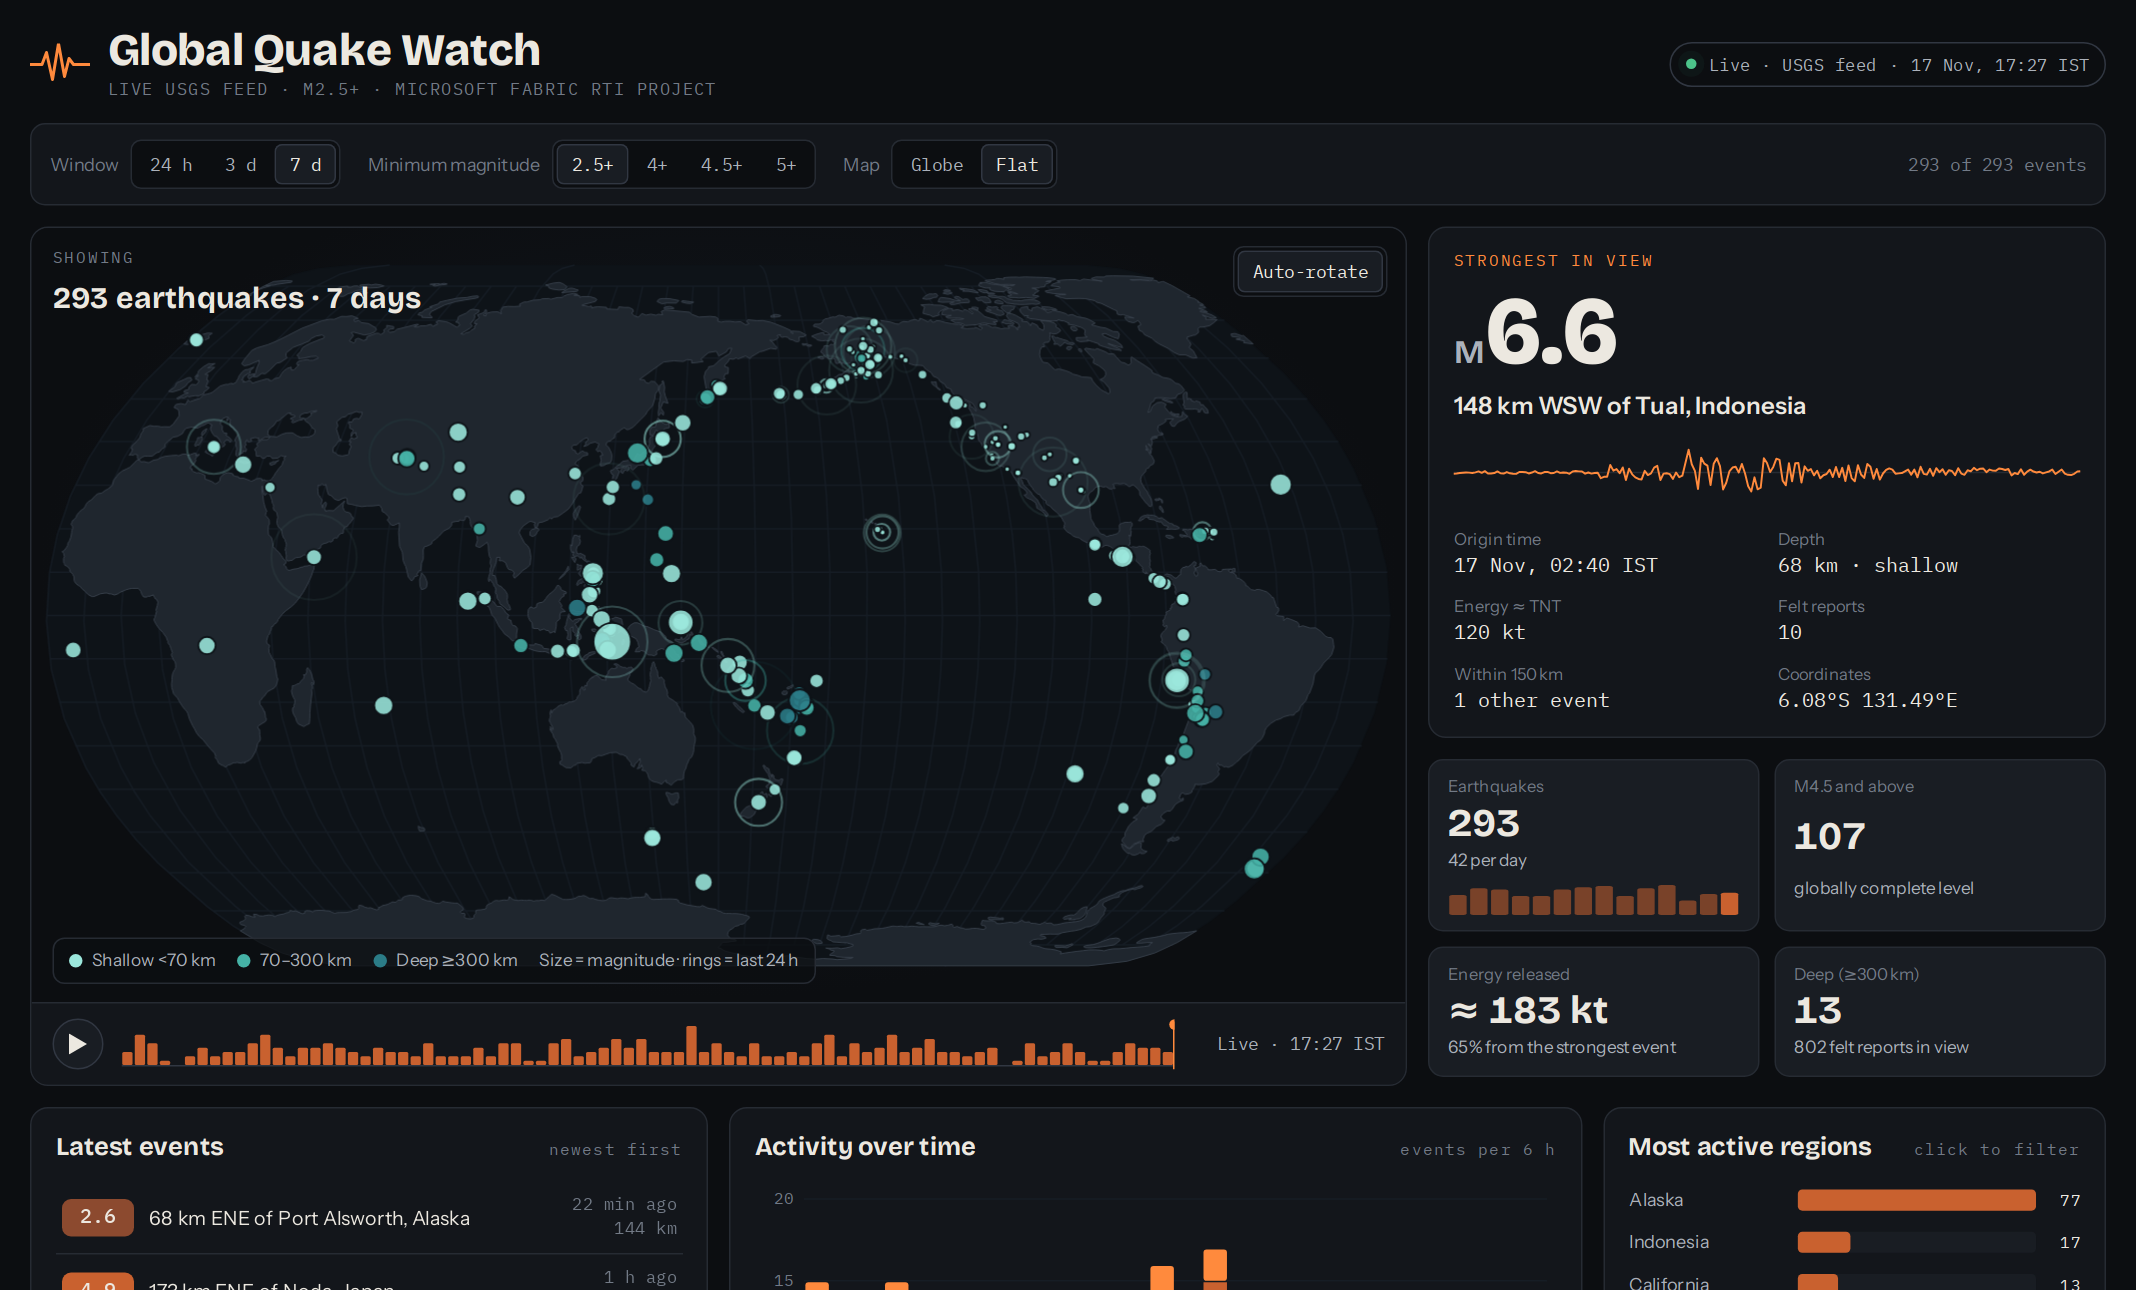 Global Quake Watch
LIVE USGS FEED · M2.5+ · MICROSOFT FABRIC RTI PROJECT
Live · USGS feed · 17 Nov, 17:27 IST
Window 24 h 3 d 7 d Minimum magnitude 2.5+ 4+ 4.5+ 5+ Map Globe Flat 293 of 293 events
SHOWING
293 earthquakes · 7 days
Auto-rotate
Shallow <70 km 70–300 km Deep ≥300 km Size = magnitude · rings = last 24 h
Live · 17:27 IST
STRONGEST IN VIEW
M6.6
148 km WSW of Tual, Indonesia
Origin time Depth
17 Nov, 02:40 IST 68 km · shallow
Energy ≈ TNT Felt reports
120 kt 10
Within 150 km Coordinates
1 other event 6.08°S 131.49°E
Earthquakes
293
42 per day
M4.5 and above
107
globally complete level
Energy released
≈ 183 kt
65% from the strongest event
Deep (≥300 km)
13
802 felt reports in view
Latest events newest first
2.6 68 km ENE of Port Alsworth, Alaska 22 min ago
144 km
1 h ago
Activity over time events per 6 h
20
15
Most active regions click to filter
Alaska 77
Indonesia 17
California 13